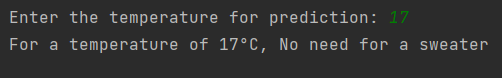 Enter the temperature for prediction: 17
For a temperature of 17°C, No need for a sweater